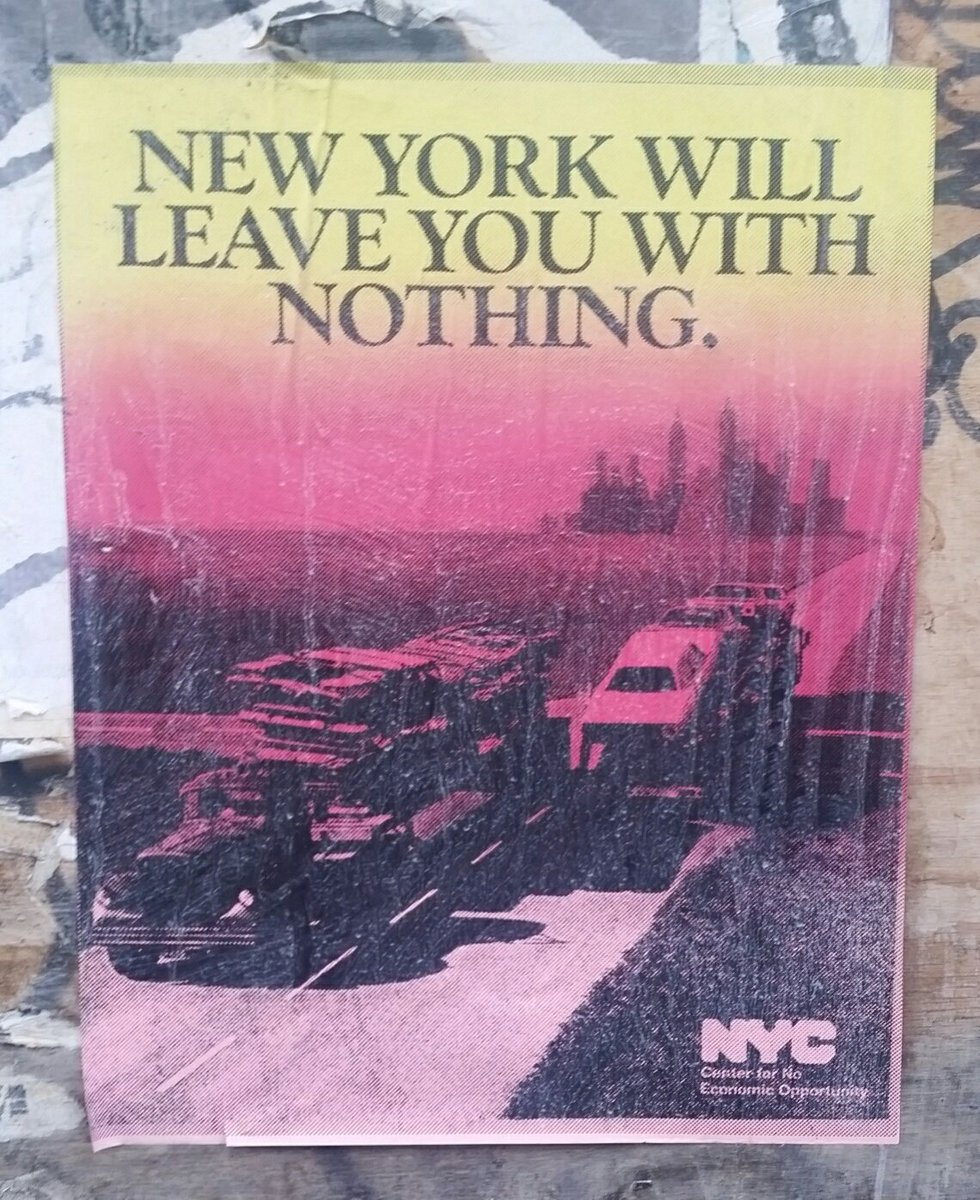 NEW YORK WILL
LEAVE YOU WITH
NOTHING.
NYC
Center for No
Economic Opportunity